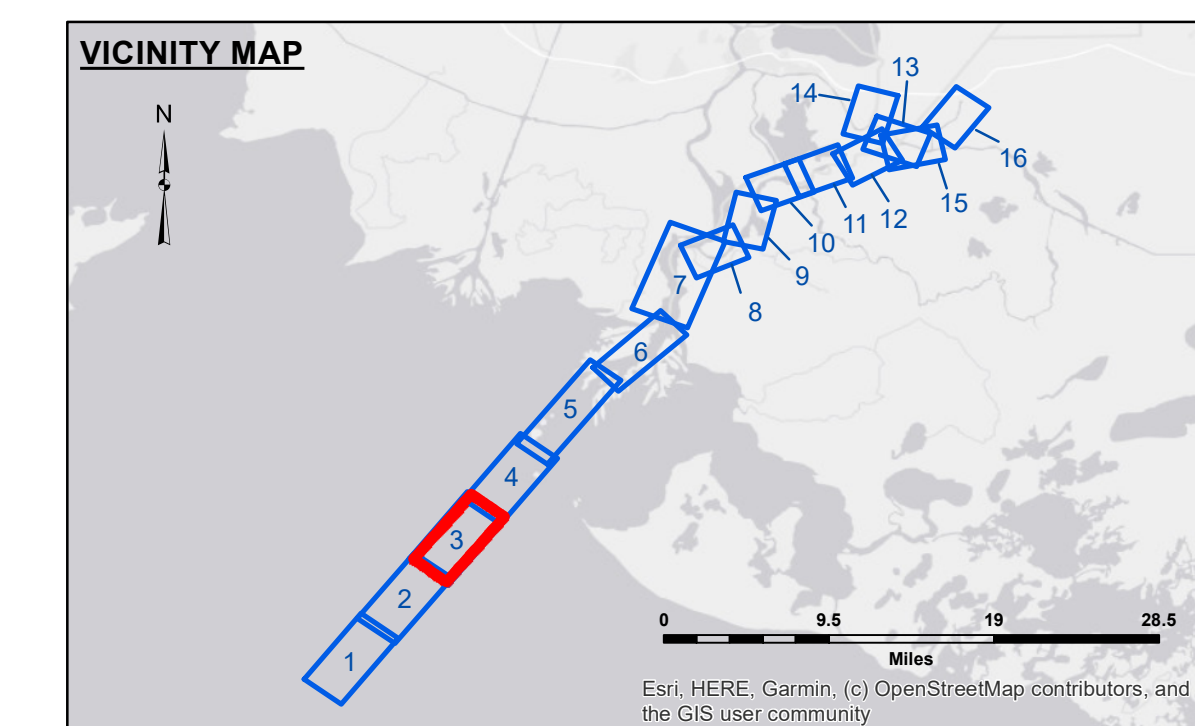 VICINITY MAP
N
13
14
16
15
12
11
10
9
8
7
6
5
4
3
2
1
0 9.5 19 28.5
Miles
Esri, HERE, Garmin, (c) OpenStreetMap contributors, and
the GIS user community